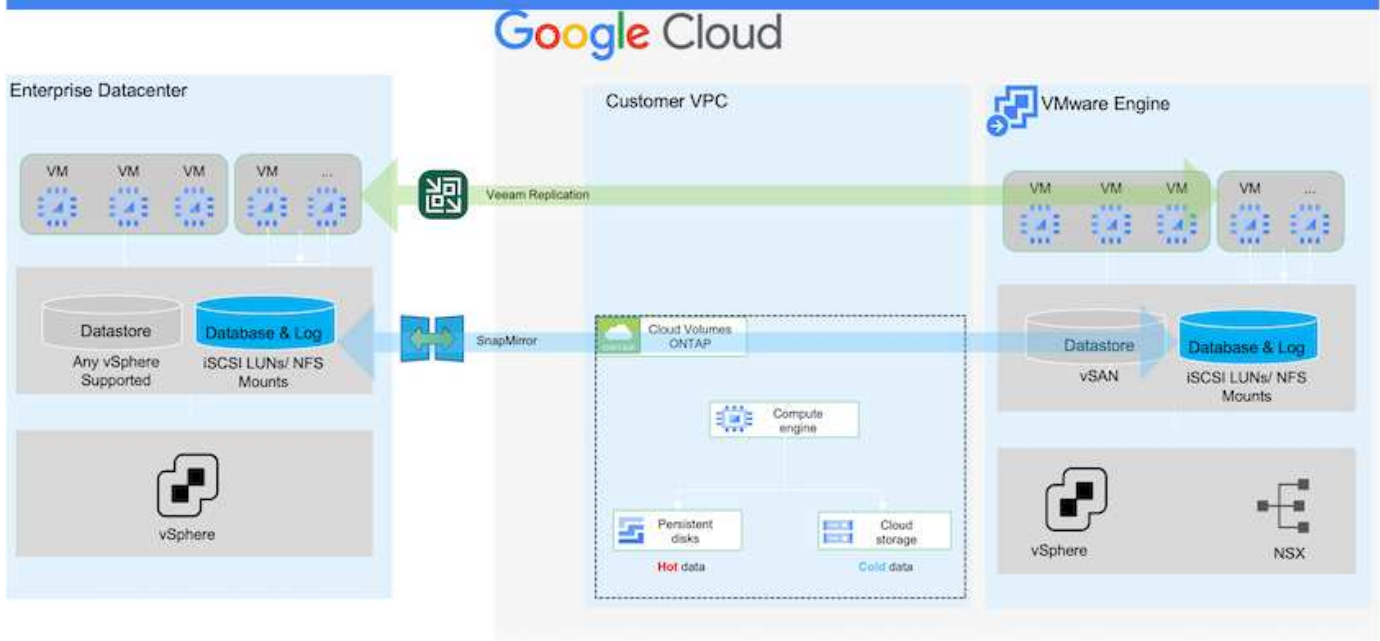 Google Cloud
Enterprise Datacenter
VM
VM
VM
VM
...
Veeam Replication
Datastore
Any vSphere
Supported
Database & Log
iSCSI LUNs/ NFS
Mounts
SnapMirror
vSphere
Customer VPC
Cloud Volumes
ONTAP
Compute
engine
Persistent
disks
Hot data
Cloud
storage
Cold data
VMware Engine
VM
VM
VM
VM
...
Datastore
vSAN
Database & Log
iSCSI LUNs/ NFS
Mounts
vSphere
NSX